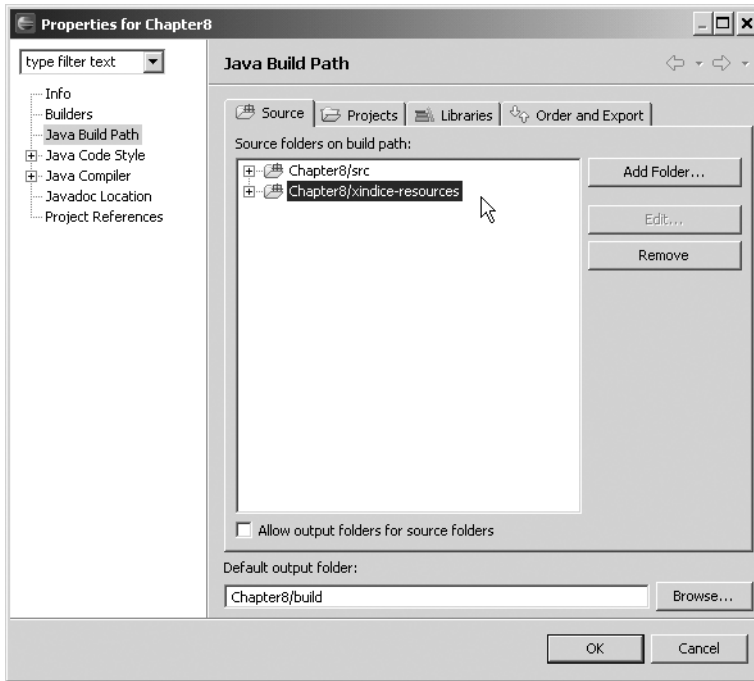 Properties for Chapter8
type filter text
Java Build Path
Info
Builders
Java Build Path
Java Code Style
Java Compiler
Javadoc Location
Project References
Source
Projects
Libraries
Order and Export
Source folders on build path:
Chapter8/src
Chapter8/xindice-resources
Add Folder...
Edit...
Remove
Allow output folders for source folders
Default output folder:
Chapter8/build
Browse...
OK
Cancel